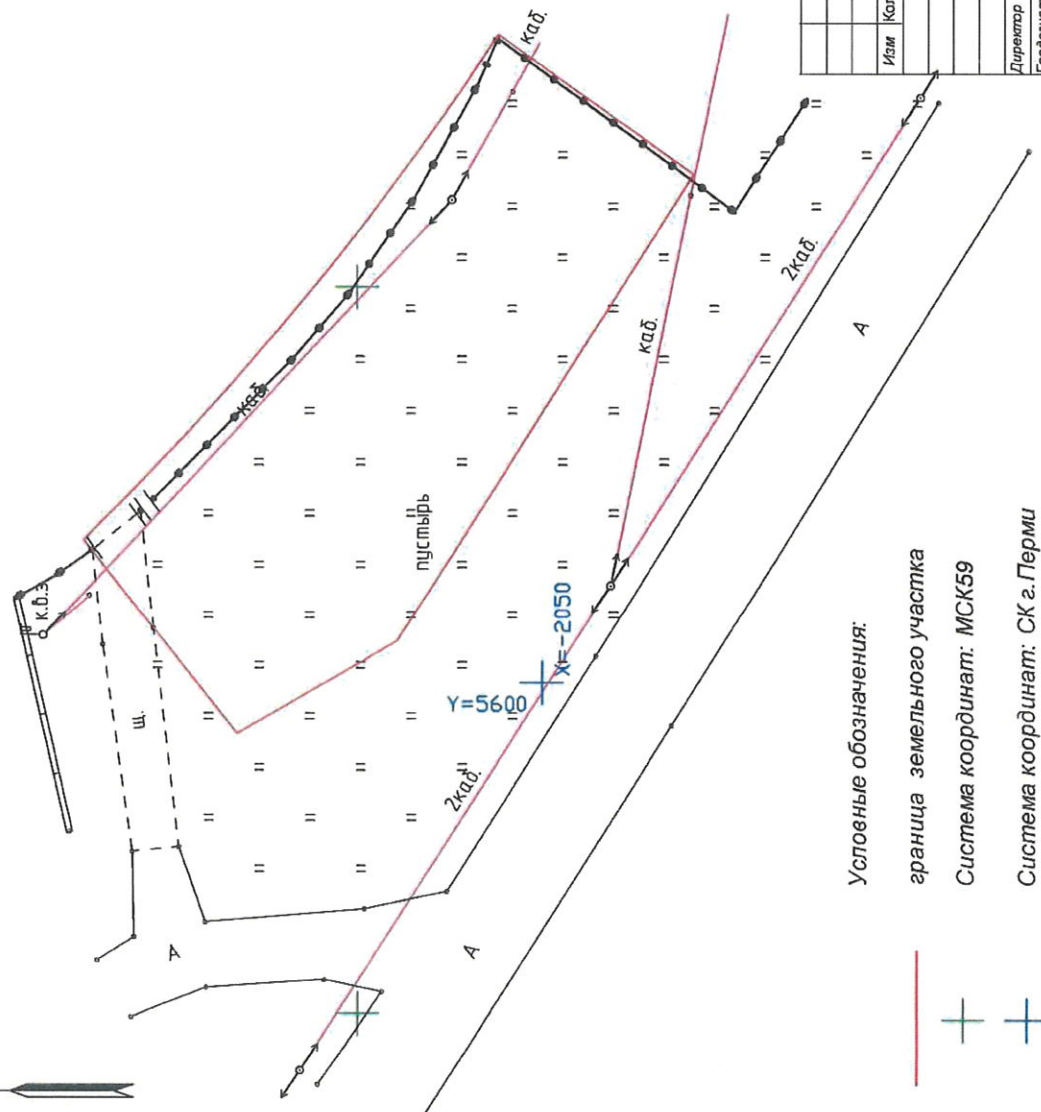 каб.
к.в.з
каб.
щ.
пустырь
каб.
2каб.
А
Y=5600
X=-2050
2каб.
А
А
Условные обозначения:
граница земельного участка
Система координат: МСК59
Система координат: СК г.Перми
Изм
Директор